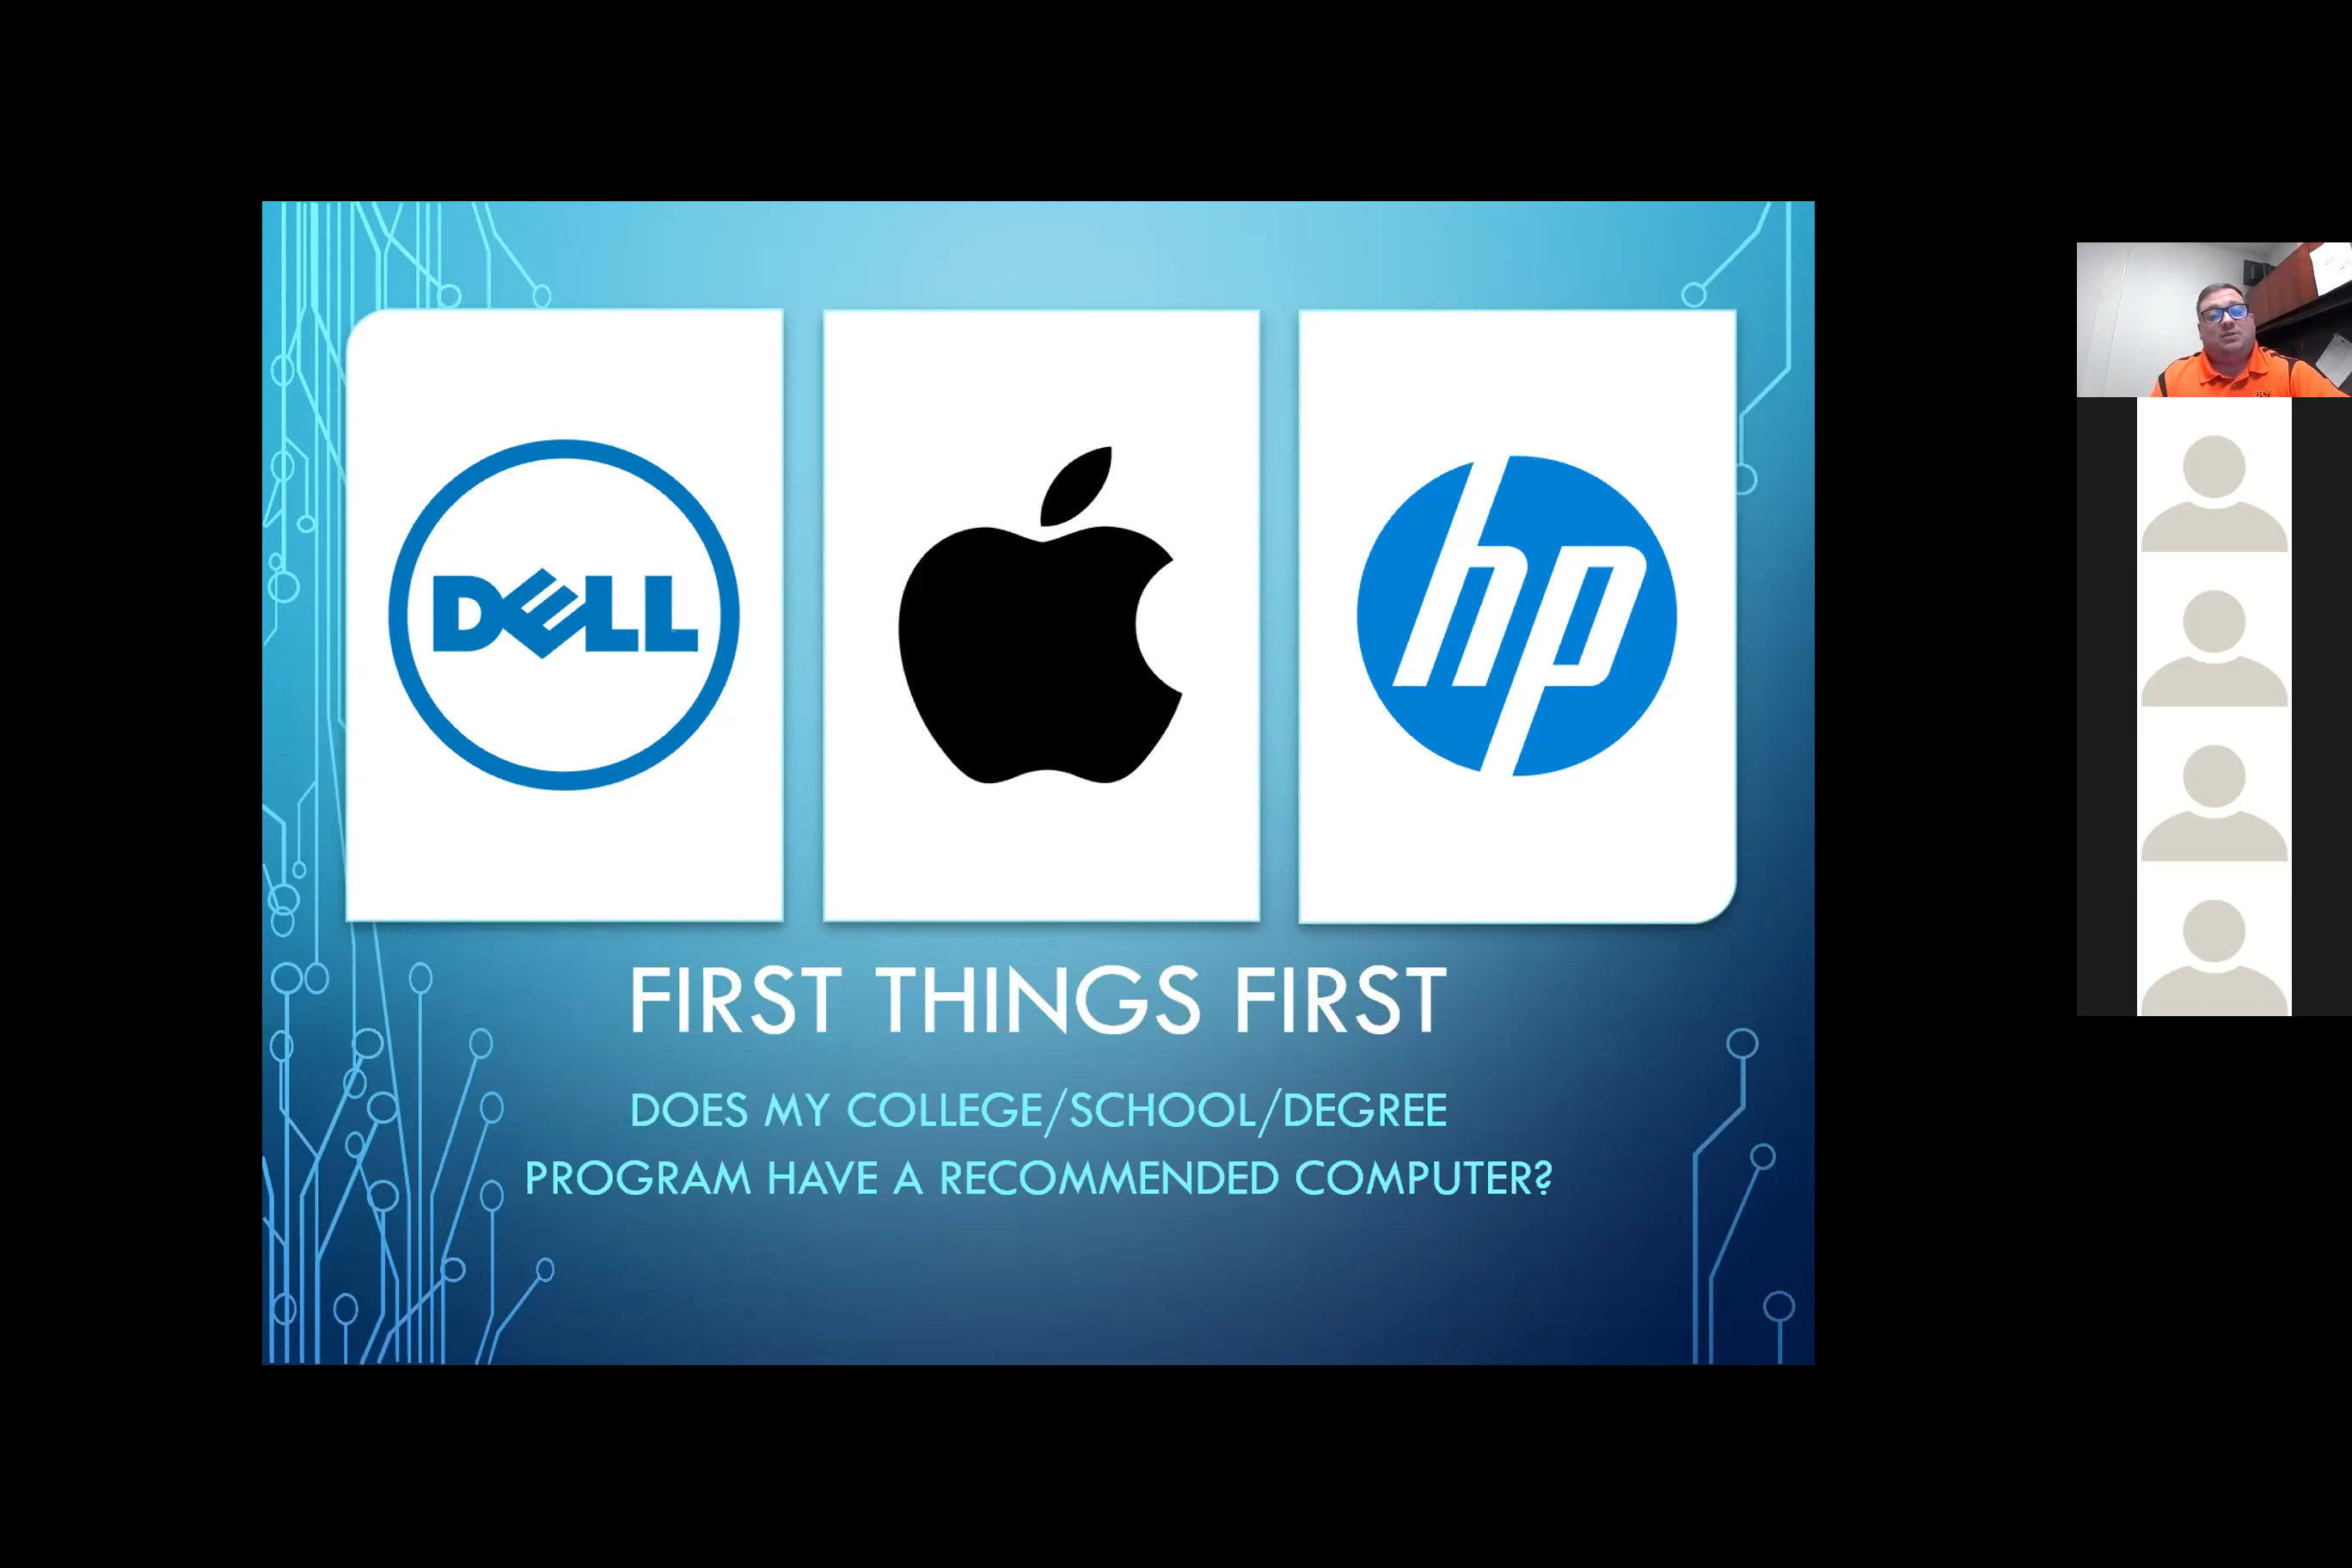 DELL
hp
FIRST THINGS FIRST
DOES MY COLLEGE/SCHOOL/DEGREE
PROGRAM HAVE A RECOMMENDED COMPUTER?